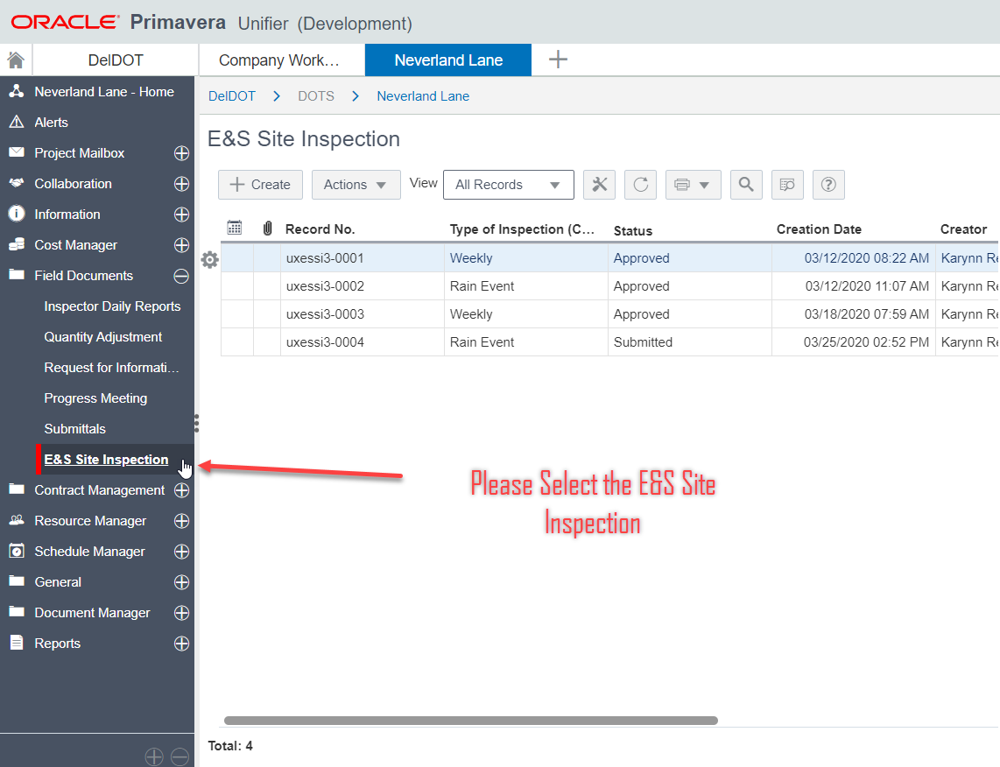 ORACLE Primavera Unifier (Development)
DelDOT Company Work... Neverland Lane
Neverland Lane - Home
Alerts
Project Mailbox
Collaboration
Information
Cost Manager
Field Documents
Inspector Daily Reports
Quantity Adjustment
Request for Informati...
Progress Meeting
Submittals
E&S Site Inspection
Contract Management
Resource Manager
Schedule Manager
General
Document Manager
Reports
DelDOT > DOTS > Neverland Lane
E&S Site Inspection
Create Actions View All Records
Record No. Type of Inspection (C... Status Creation Date Creator
uxessi3-0001 Weekly Approved 03/12/2020 08:22 AM Karynn Re
uxessi3-0002 Rain Event Approved 03/12/2020 11:07 AM Karynn Re
uxessi3-0003 Weekly Approved 03/18/2020 07:59 AM Karynn Re
uxessi3-0004 Rain Event Submitted 03/25/2020 02:52 PM Karynn Re
Please Select the E&S Site
Inspection
Total: 4